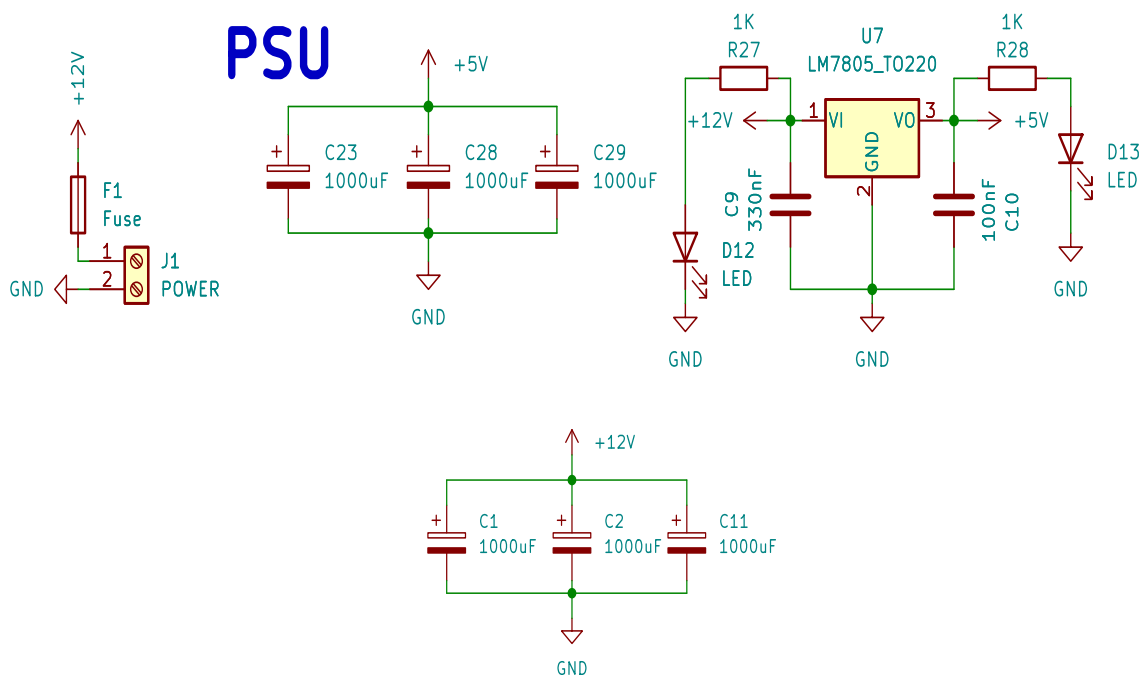 PSU
+12V
F1
Fuse
1
2
J1
POWER
GND
+5V
+
C23
1000uF
+
C28
1000uF
+
C29
1000uF
GND
1K
R27
U7
LM7805_TO220
1K
R28
+12V
1
VI
VO
3
GND
2
+5V
C9
330nF
100nF
C10
D12
LED
D13
LED
GND
GND
GND
+12V
+
C1
1000uF
+
C2
1000uF
+
C11
1000uF
GND